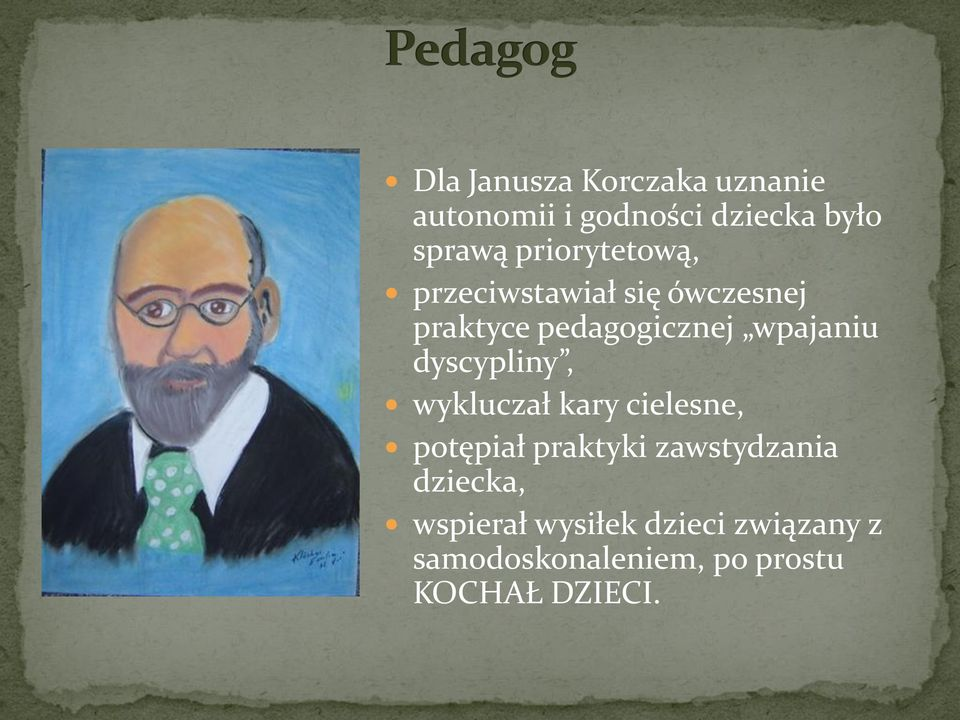 Pedagog
• Dla Janusza Korczaka uznanie
autonomii i godności dziecka było
sprawą priorytetową,
• przeciwstawiał się ówczesnej
praktyce pedagogicznej „wpajaniu
dyscypliny”,
• wykluczał kary cielesne,
• potępiał praktyki zawstydzania
dziecka,
• wspierał wysiłek dzieci związany z
samodoskonaleniem, po prostu
KOCHAŁ DZIECI.